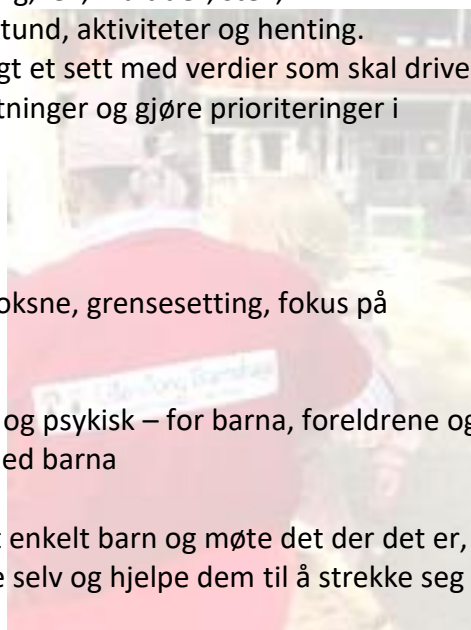 tund, aktiviteter og henting.
gt et sett med verdier som skal drive
tninger og gjøre prioriteringer i
oksne, grensesetting, fokus på
og psykisk – for barna, foreldrene og
ed barna
enkelt barn og møte det der det er,
selv og hjelpe dem til å strekke seg